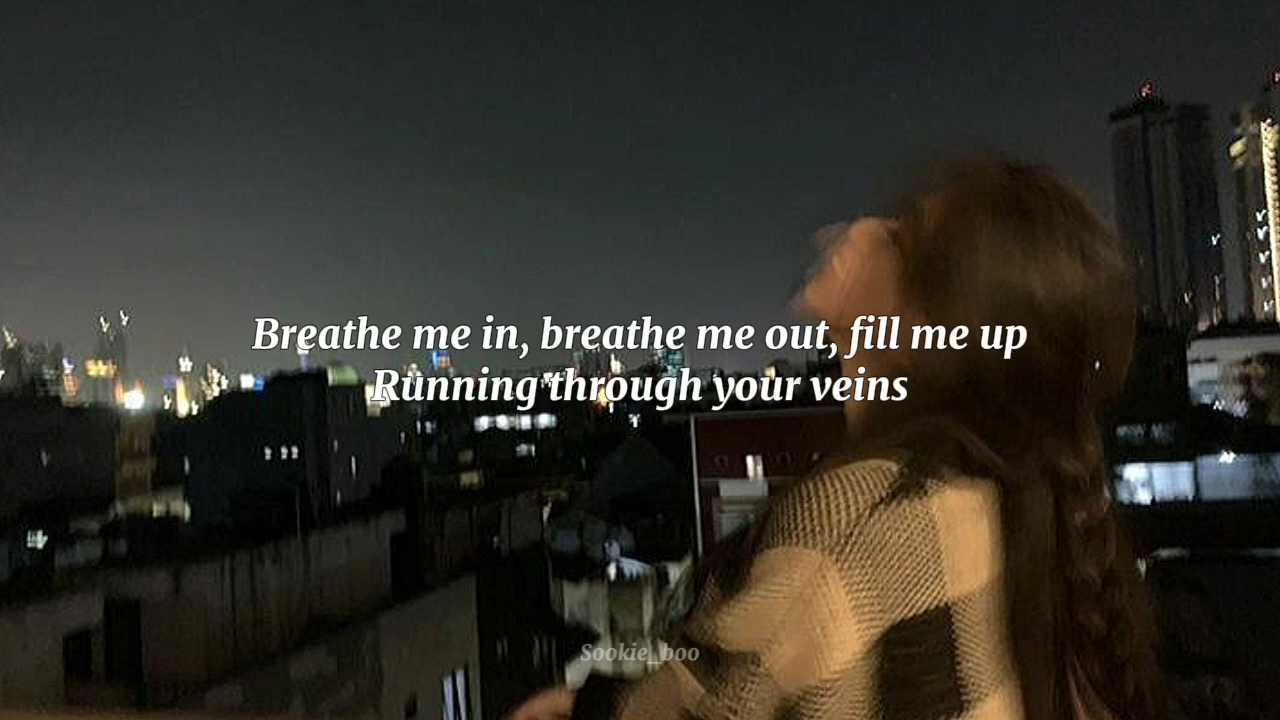 Breathe me in, breathe me out, fill me up
Running through your veins
Sookie_boo